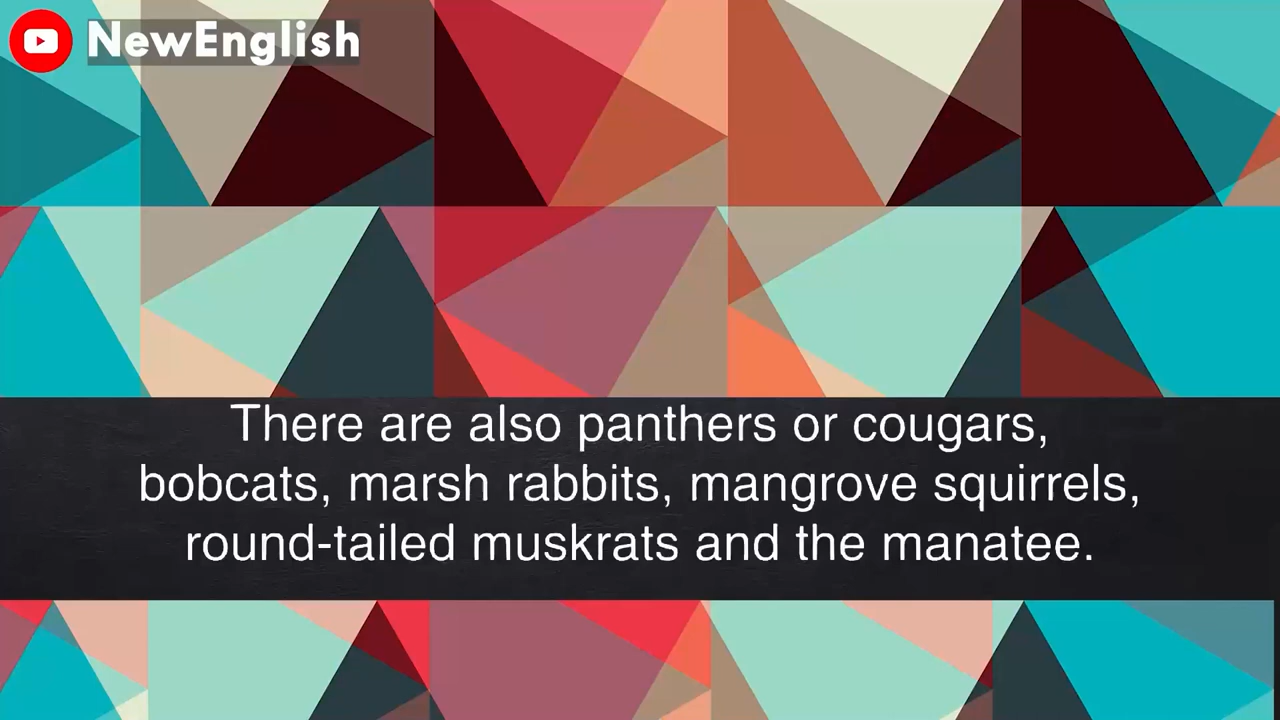 NewEnglish
There are also panthers or cougars,
bobcats, marsh rabbits, mangrove squirrels,
round-tailed muskrats and the manatee.